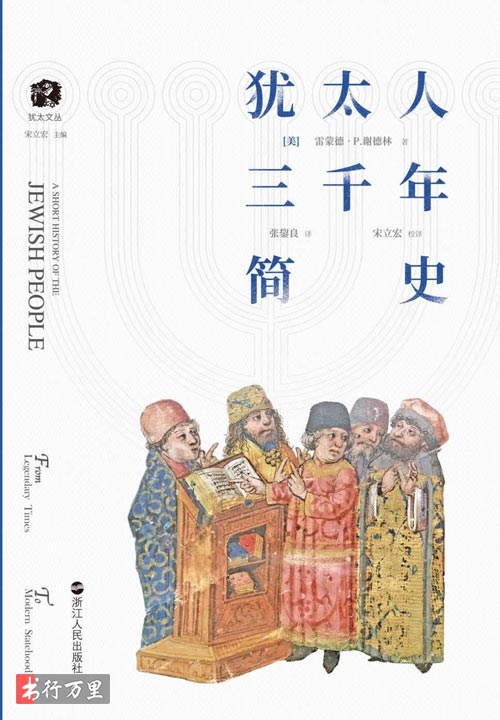 犹太文丛
宋立宏 主编
犹太人
[美] 雷蒙德·P.谢德林 著
三千年
张鋆良 译 宋立宏 校译
简史
A SHORT HISTORY OF THE
JEWISH PEOPLE
From
Legendary Times
To
Modern Statehood
浙江人民出版社
书行万里